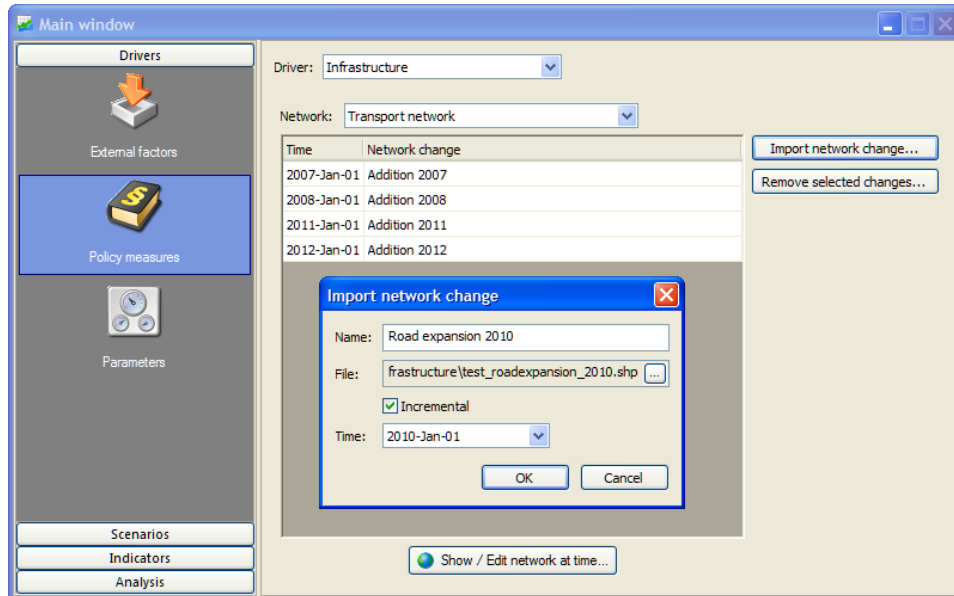 Main window
Drivers
External factors
Policy measures
Parameters
Scenarios
Indicators
Analysis
Driver: Infrastructure
Network: Transport network
Time Network change
2007-Jan-01 Addition 2007
2008-Jan-01 Addition 2008
2011-Jan-01 Addition 2011
2012-Jan-01 Addition 2012
Import network change...
Remove selected changes...
Import network change
Name: Road expansion 2010
File: frastructure\test_roadexpansion_2010.shp ...
Incremental
Time: 2010-Jan-01
OK Cancel
Show / Edit network at time...